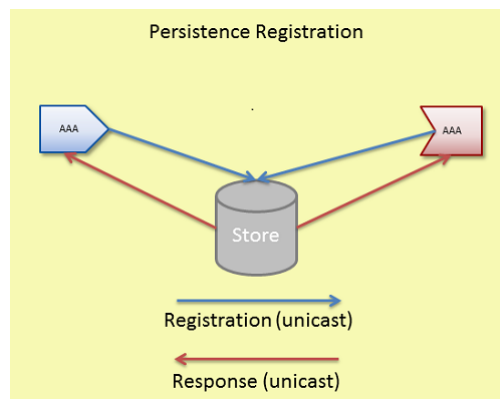 Persistence Registration
AAA
AAA
Store
Registration (unicast)
Response (unicast)